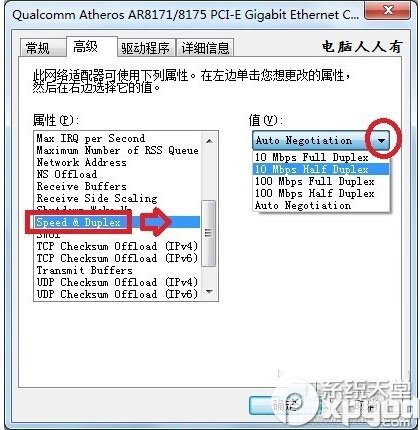 Qualcomm Atheros AR8171/8175 PCI-E Gigabit Ethernet C...
常规 高级 驱动程序 详细信息
电脑人人有
此网络适配器可使用下列属性。在左边单击您想更改的属性,
然后在右边选择它的值。
属性(P):
Max IRQ per Second
Maximum Number of RSS Queue
Network Address
NS Offload
Receive Buffers
Receive Side Scaling
Speed & Duplex
SWOI
TCP Checksum Offload (IPv4)
TCP Checksum Offload (IPv6)
Transmit Buffers
UDP Checksum Offload (IPv4)
UDP Checksum Offload (IPv6)
值(V):
Auto Negotiation
10 Mbps Full Duplex
10 Mbps Half Duplex
100 Mbps Full Duplex
100 Mbps Half Duplex
Auto Negotiation
确定
系统天堂